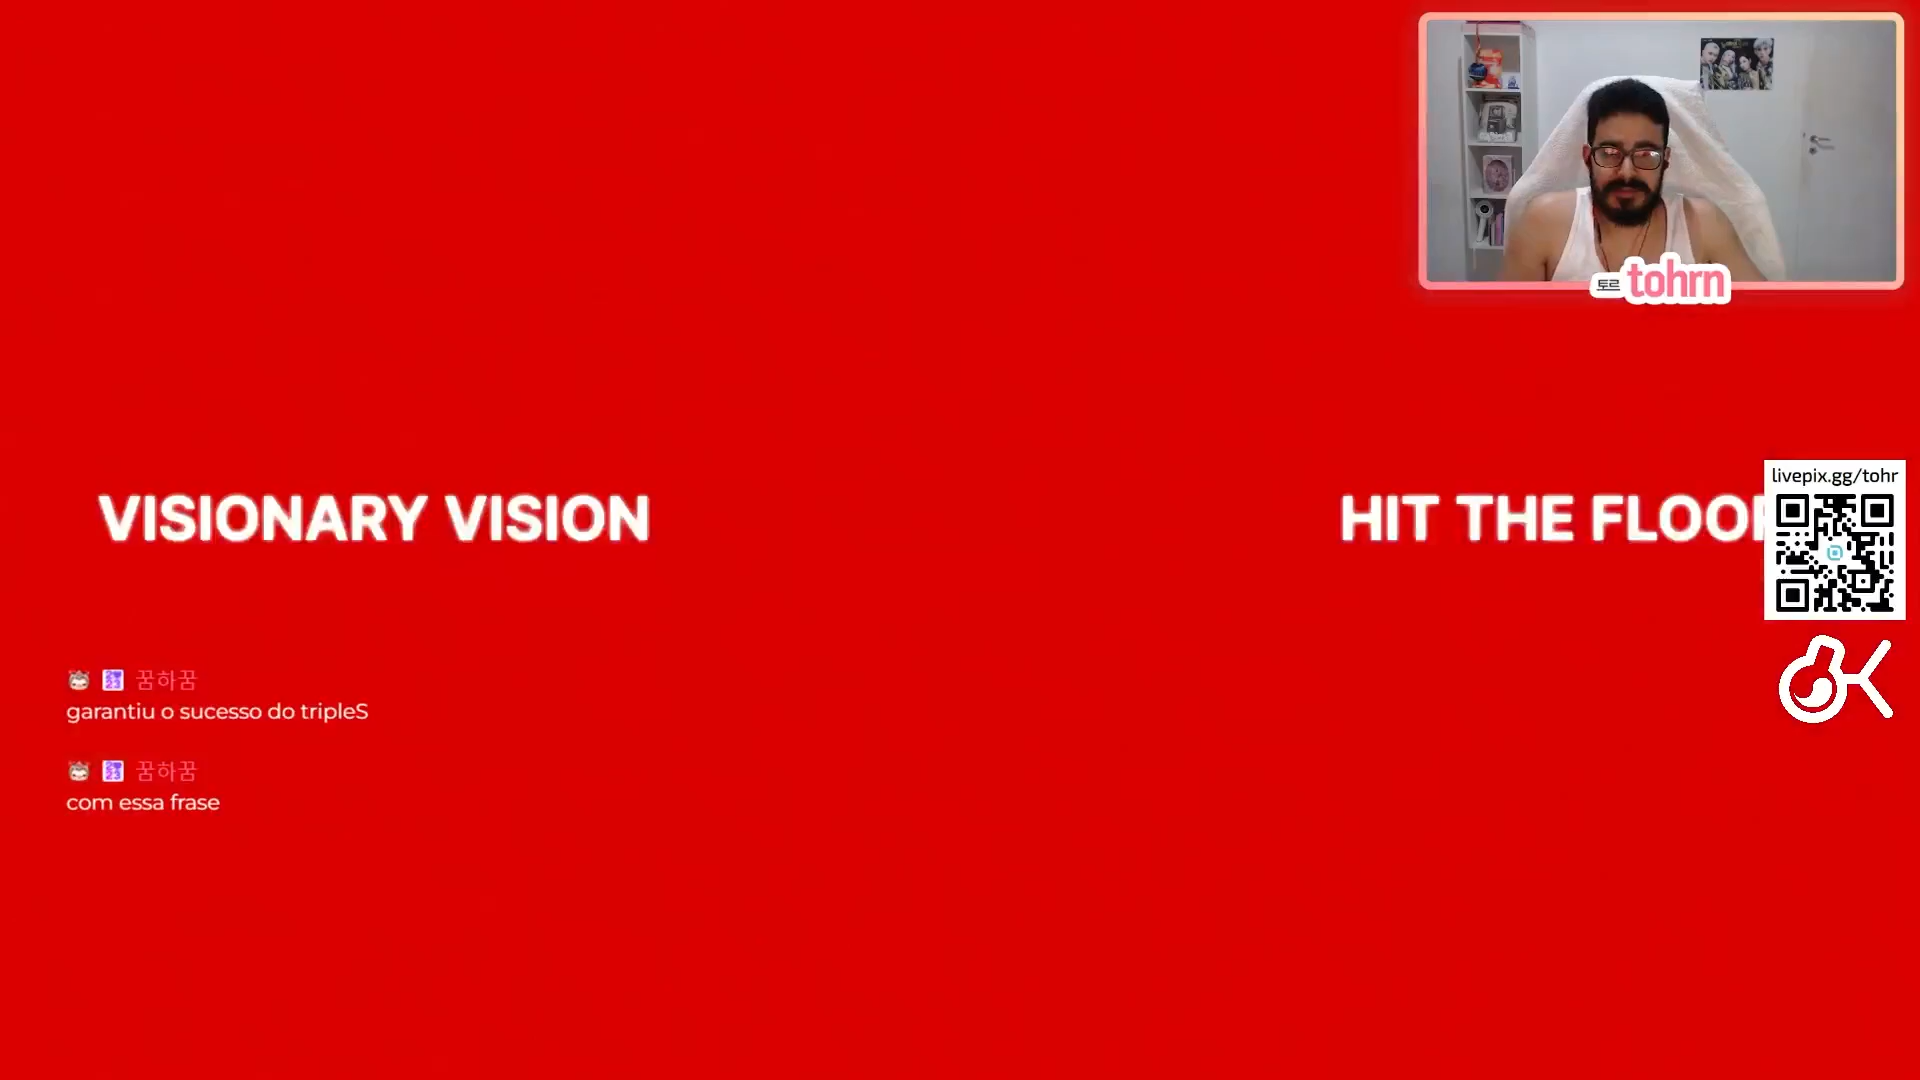 토르 tohrn
livepix.gg/tohr
VISIONARY VISION
HIT THE FLOOR
꿈하꿈
garantiu o sucesso do tripleS
꿈하꿈
com essa frase